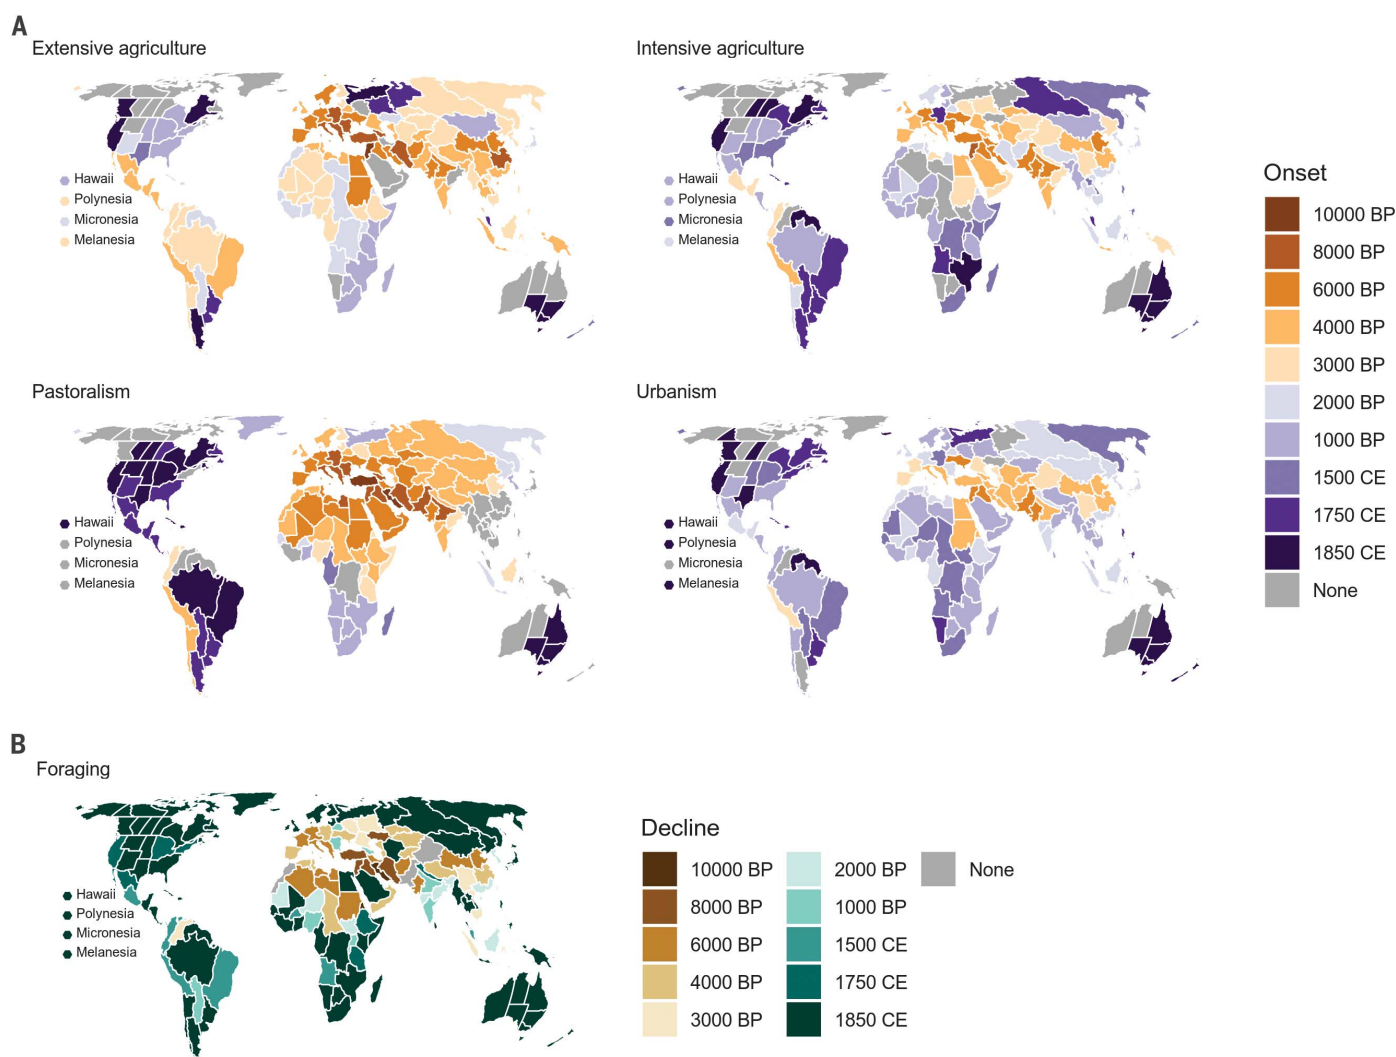 A
Extensive agriculture
Intensive agriculture
Hawaii
Polynesia
Micronesia
Melanesia
Hawaii
Polynesia
Micronesia
Melanesia
Pastoralism
Urbanism
Hawaii
Polynesia
Micronesia
Melanesia
Hawaii
Polynesia
Micronesia
Melanesia
Onset
10000 BP
8000 BP
6000 BP
4000 BP
3000 BP
2000 BP
1000 BP
1500 CE
1750 CE
1850 CE
None
B
Foraging
Hawaii
Polynesia
Micronesia
Melanesia
Decline
10000 BP
8000 BP
6000 BP
4000 BP
3000 BP
2000 BP
1000 BP
1500 CE
1750 CE
1850 CE
None